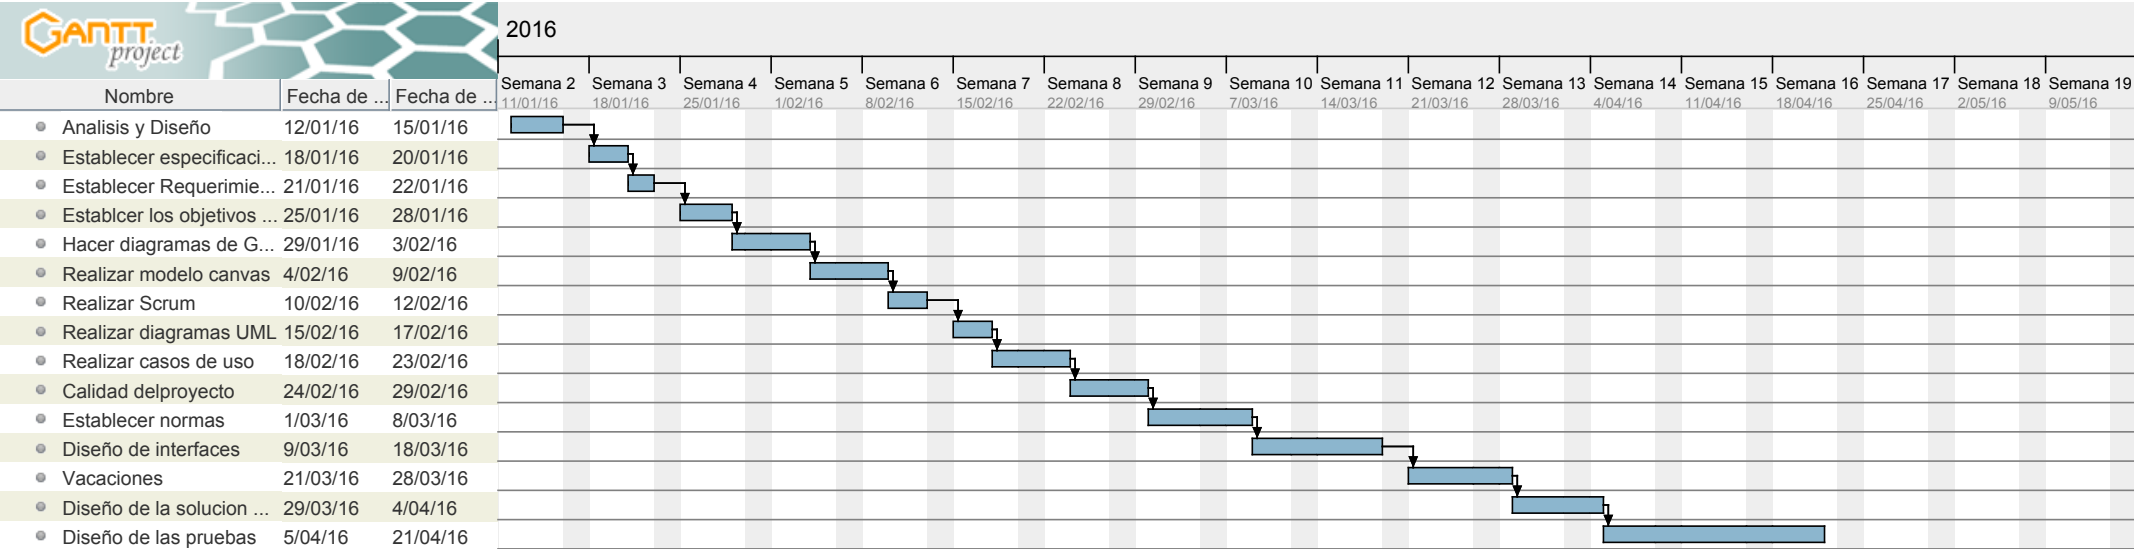 GANTT
project
2016
Semana 2 Semana 3 Semana 4 Semana 5 Semana 6 Semana 7 Semana 8 Semana 9 Semana 10 Semana 11 Semana 12 Semana 13 Semana 14 Semana 15 Semana 16 Semana 17 Semana 18 Semana 19
Nombre Fecha de ... Fecha de ... 11/01/16 18/01/16 25/01/16 1/02/16 8/02/16 15/02/16 22/02/16 29/02/16 7/03/16 14/03/16 21/03/16 28/03/16 4/04/16 11/04/16 18/04/16 25/04/16 2/05/16 9/05/16
Analisis y Diseño 12/01/16 15/01/16
Establecer especificaci... 18/01/16 20/01/16
Establecer Requerimie... 21/01/16 22/01/16
Establcer los objetivos ... 25/01/16 28/01/16
Hacer diagramas de G... 29/01/16 3/02/16
Realizar modelo canvas 4/02/16 9/02/16
Realizar Scrum 10/02/16 12/02/16
Realizar diagramas UML 15/02/16 17/02/16
Realizar casos de uso 18/02/16 23/02/16
Calidad delproyecto 24/02/16 29/02/16
Establecer normas 1/03/16 8/03/16
Diseño de interfaces 9/03/16 18/03/16
Vacaciones 21/03/16 28/03/16
Diseño de la solucion ... 29/03/16 4/04/16
Diseño de las pruebas 5/04/16 21/04/16